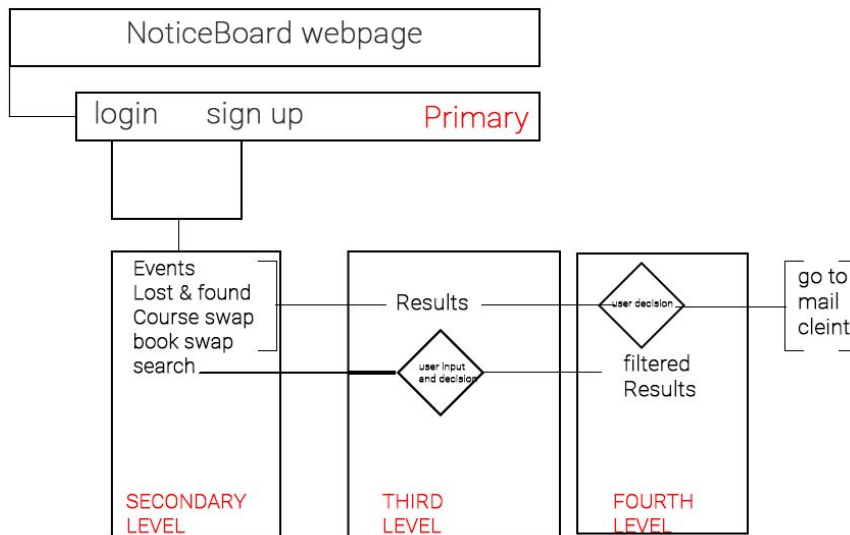 NoticeBoard webpage
login sign up Primary
Events
Lost & found
Course swap
book swap
search
SECONDARY
LEVEL
Results
user input
and decision
THIRD
LEVEL
user decision
filtered
Results
FOURTH
LEVEL
go to
mail
cleint